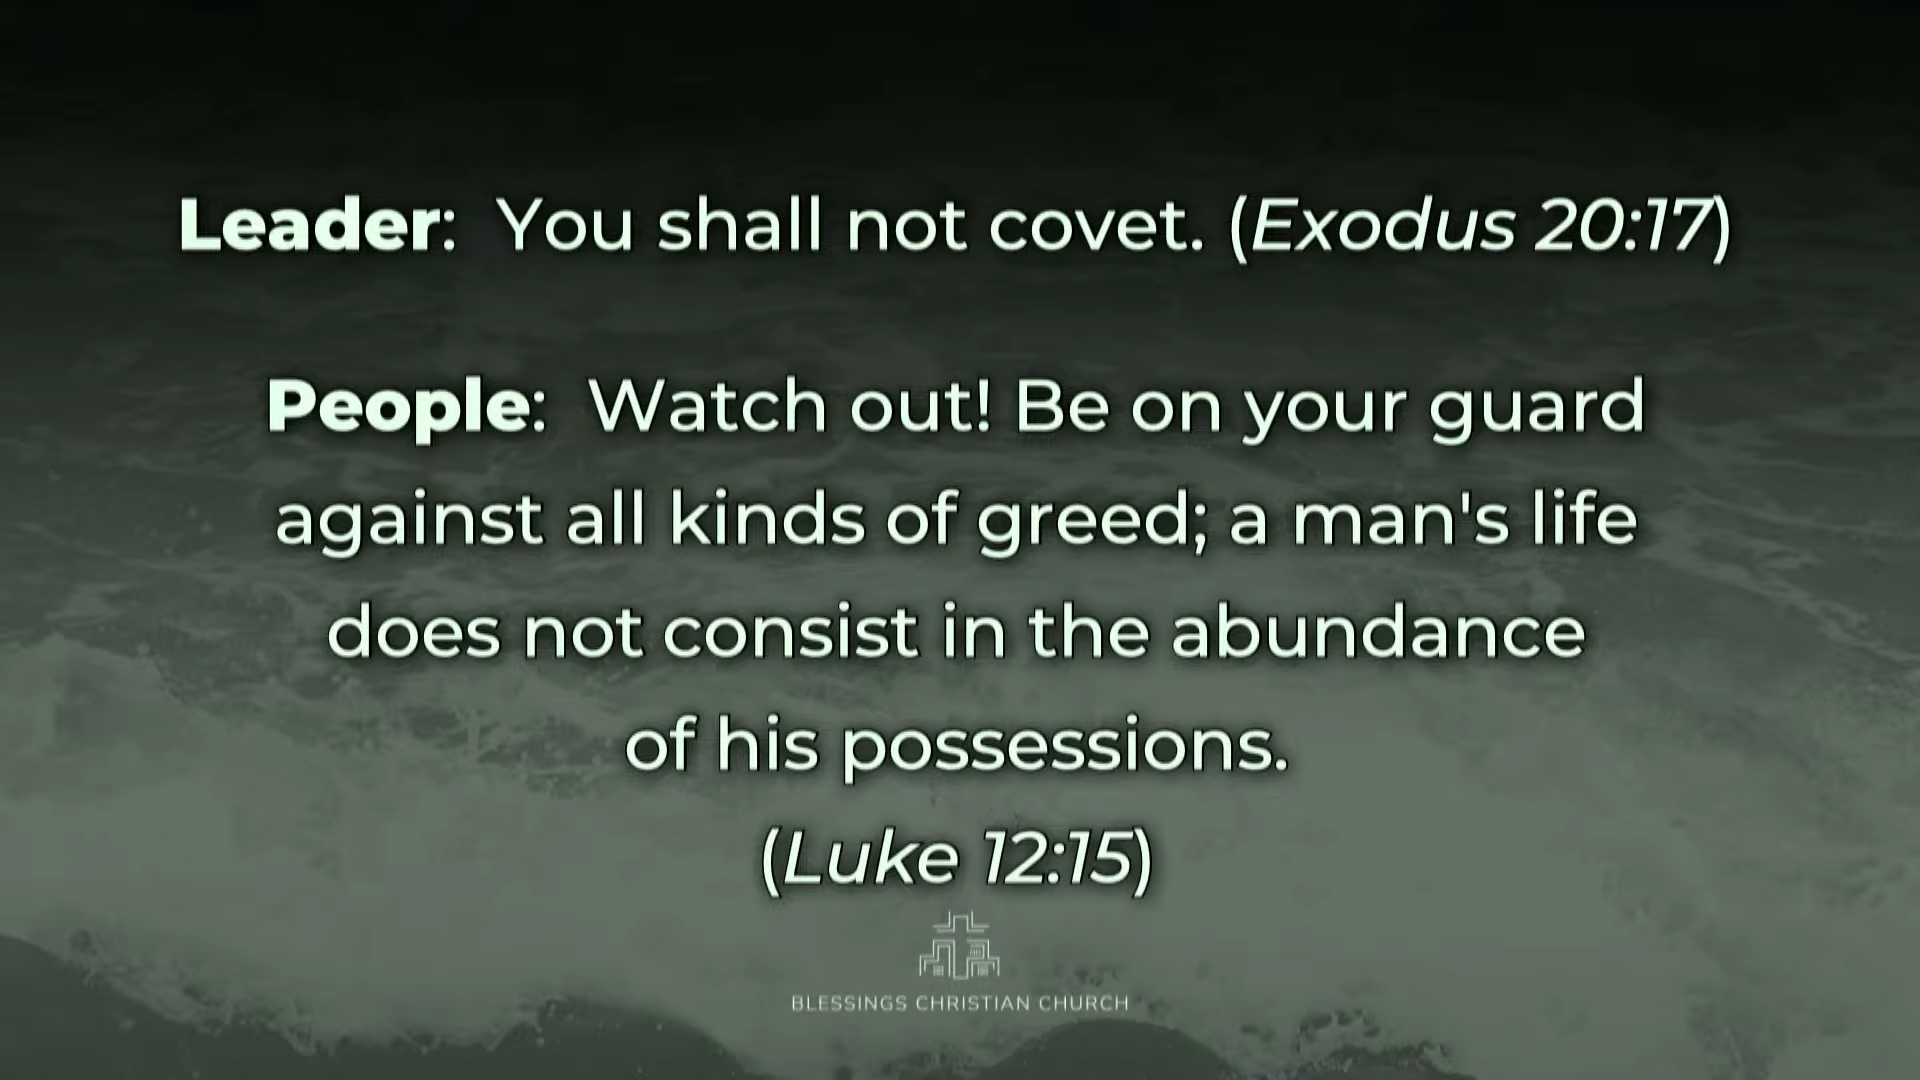 Leader: You shall not covet. (Exodus 20:17)
People: Watch out! Be on your guard
against all kinds of greed; a man's life
does not consist in the abundance
of his possessions.
(Luke 12:15)
BLESSINGS CHRISTIAN CHURCH